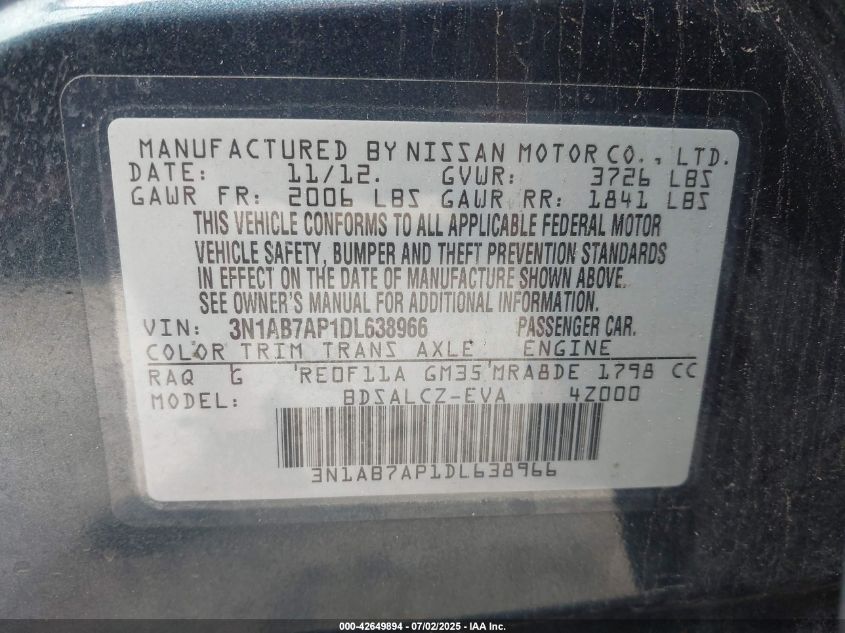 MANUFACTURED BY NISSAN MOTOR CO., LTD.
DATE: 11/12. GVWR: 3726 LBS
GAWR FR: 2006 LBS GAWR RR: 1841 LBS
THIS VEHICLE CONFORMS TO ALL APPLICABLE FEDERAL MOTOR
VEHICLE SAFETY, BUMPER AND THEFT PREVENTION STANDARDS
IN EFFECT ON THE DATE OF MANUFACTURE SHOWN ABOVE.
SEE OWNER'S MANUAL FOR ADDITIONAL INFORMATION.
VIN: 3N1AB7AP1DL638966 PASSENGER CAR.
COLOR TRIM TRANS AXLE ENGINE
RAQ G RE0F11A GM35 MRA8DE 1798 CC
MODEL: BDSALCZ-EVA 4Z000
3N1AB7AP1DL638966
000-42649894 - 07/02/2025 - IAA Inc.